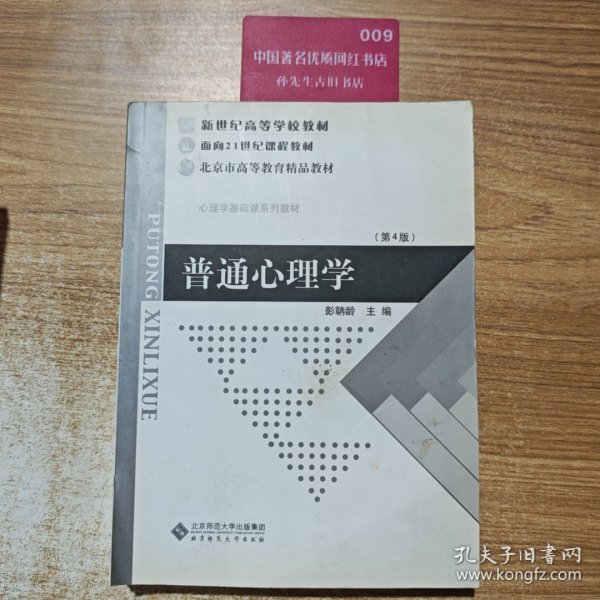 009
中国著名优质网红书店
孙先生古旧书店
新世纪高等学校教材
面向21世纪课程教材
北京市高等教育精品教材
心理学基础课系列教材
(第4版)
普通心理学
彭聃龄 主编
PUTONG XINLIXUE
北京师范大学出版集团
北京师范大学出版社
孔夫子旧书网
www.kongfz.com